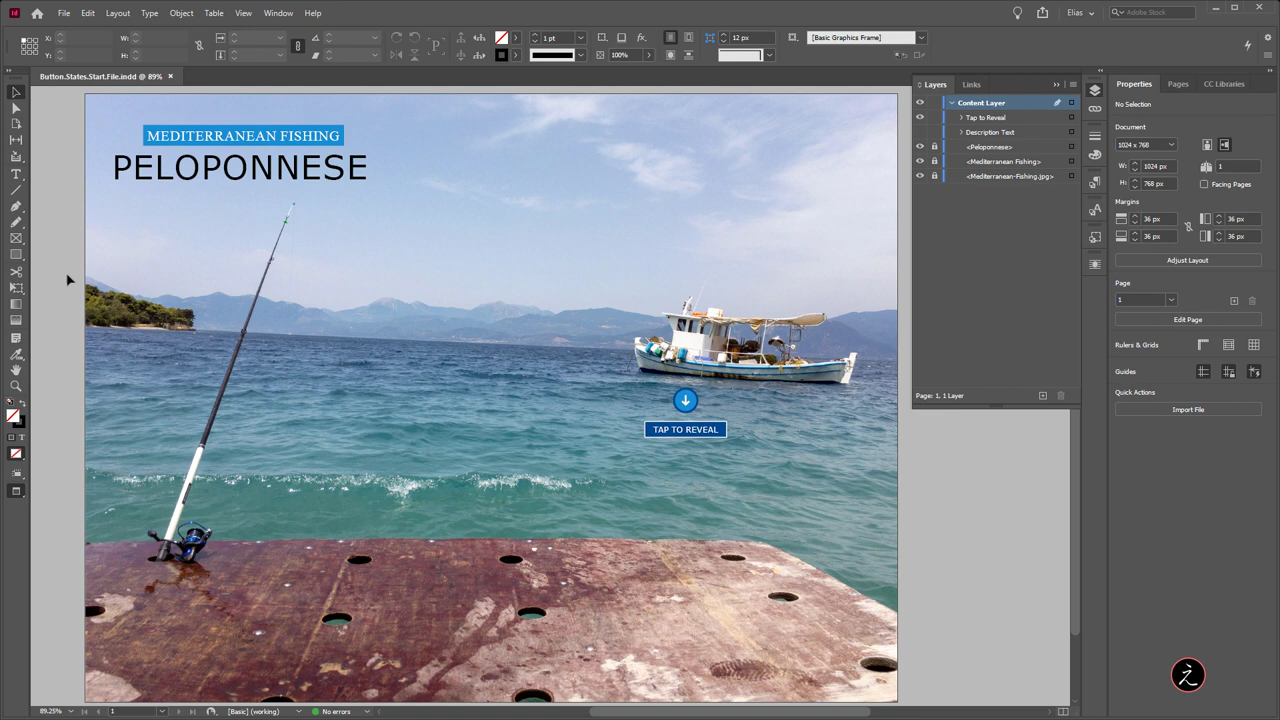 File Edit Layout Type Object Table View Window Help
Elias
Adobe Stock
X: W: 1 pt 12 px [Basic Graphics Frame]
Y: H: 100%
Button.States.Start.File.indd @ 89% ×
MEDITERRANEAN FISHING
PELOPONNESE
TAP TO REVEAL
Layers Links
Content Layer
Tap to Reveal
Description Text
<Peloponnese>
<Mediterranean Fishing>
<Mediterranean-Fishing.jpg>
Page: 1, 1 Layer
Properties Pages CC Libraries
No Selection
Document
1024 x 768
W: 1024 px 1
H: 768 px Facing Pages
Margins
36 px 36 px
36 px 36 px
Adjust Layout
Page
1
Edit Page
Rulers & Grids
Guides
Quick Actions
Import File
89.25% 1 [Basic] (working) No errors